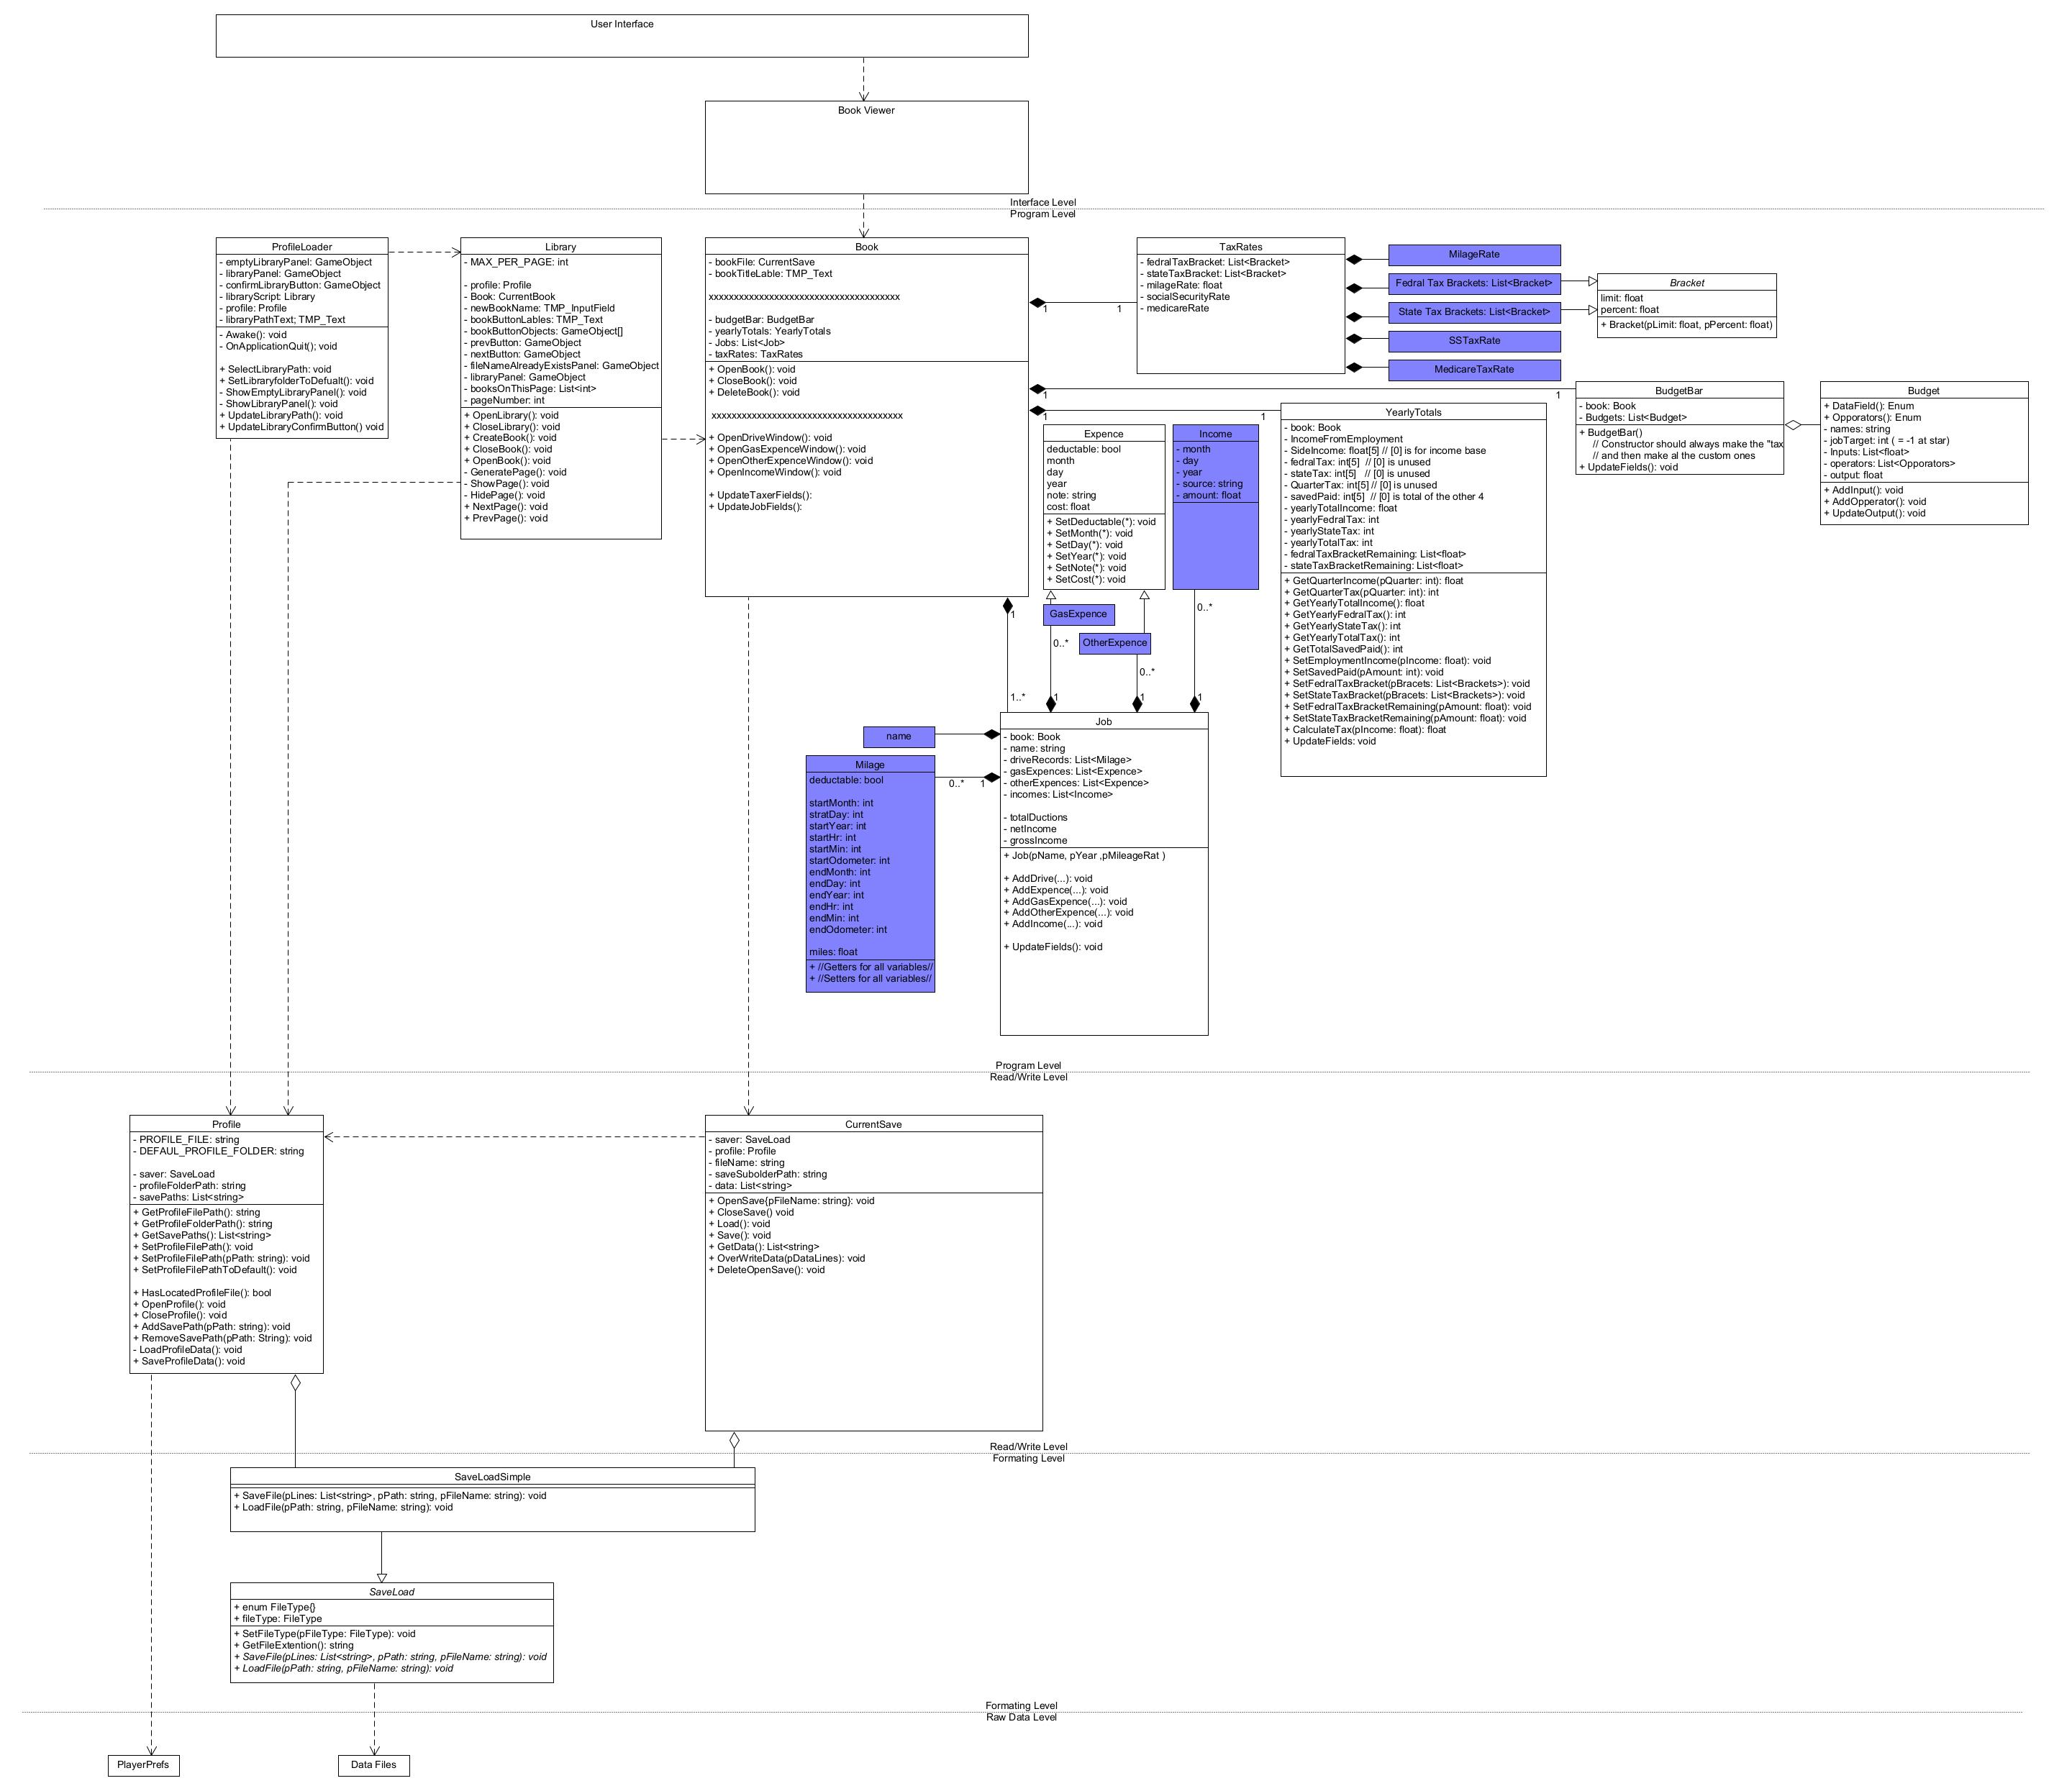 User Interface
Book Viewer
Interface Level
Program Level
ProfileLoader
- emptyLibraryPanel: GameObject
- libraryPanel: GameObject
- confirmLibraryButton: GameObject
- libraryScript: Library
- profile: Profile
- libraryPathText; TMP_Text
- Awake(): void
- OnApplicationQuit(); void
+ SelectLibraryPath: void
+ SetLibraryfolderToDefualt(): void
- ShowEmptyLibraryPanel(): void
- ShowLibraryPanel(): void
+ UpdateLibraryPath(): void
+ UpdateLibraryConfirmButton() void
Library
- MAX_PER_PAGE: int
- profile: Profile
- Book: CurrentBook
- newBookName: TMP_InputField
- bookButtonLables: TMP_Text
- bookButtonObjects: GameObject[]
- prevButton: GameObject
- nextButton: GameObject
- fileNameAlreadyExistsPanel: GameObject
- libraryPanel: GameObject
- booksOnThisPage: List<int>
- pageNumber: int
+ OpenLibrary(): void
+ CloseLibrary(): void
+ CreateBook(): void
+ CloseBook(): void
+ OpenBook(): void
- GeneratePage(): void
- ShowPage(): void
- HidePage(): void
+ NextPage(): void
+ PrevPage(): void
Book
- bookFile: CurrentSave
- bookTitleLable: TMP_Text
xxxxxxxxxxxxxxxxxxxxxxxxxxxxxxxxxxxxxx
- budgetBar: BudgetBar
- yearlyTotals: YearlyTotals
- Jobs: List<Job>
- taxRates: TaxRates
+ OpenBook(): void
+ CloseBook(): void
+ DeleteBook(): void
xxxxxxxxxxxxxxxxxxxxxxxxxxxxxxxxxxxxxx
+ OpenDriveWindow(): void
+ OpenGasExpenceWindow(): void
+ OpenOtherExpenceWindow(): void
+ OpenIncomeWindow(): void
+ UpdateTaxerFields():
+ UpdateJobFields():
1
1
TaxRates
- fedralTaxBracket: List<Bracket>
- stateTaxBracket: List<Bracket>
- milageRate: float
- socialSecurityRate
- medicareRate
MilageRate
Fedral Tax Brackets: List<Bracket>
State Tax Brackets: List<Bracket>
SSTaxRate
MedicareTaxRate
Bracket
limit: float
percent: float
+ Bracket(pLimit: float, pPercent: float)
1
1
BudgetBar
- book: Book
- Budgets: List<Budget>
+ BudgetBar()
// Constructor should always make the "tax
// and then make al the custom ones
+ UpdateFields(): void
Budget
+ DataField(): Enum
+ Opporators(): Enum
- names: string
- jobTarget: int ( = -1 at star)
- Inputs: List<float>
- operators: List<Opporators>
- output: float
+ AddInput(): void
+ AddOpperator(): void
+ UpdateOutput(): void
1
1
YearlyTotals
- book: Book
- IncomeFromEmployment
- SideIncome: float[5] // [0] is for income base
- fedralTax: int[5] // [0] is unused
- stateTax: int[5] // [0] is unused
- QuarterTax: int[5] // [0] is unused
- savedPaid: int[5] // [0] is total of the other 4
- yearlyTotalIncome: float
- yearlyFedralTax: int
- yearlyStateTax: int
- yearlyTotalTax: int
- fedralTaxBracketRemaining: List<float>
- stateTaxBracketRemaining: List<float>
+ GetQuarterIncome(pQuarter: int): float
+ GetQuarterTax(pQuarter: int): int
+ GetYearlyTotalIncome(): float
+ GetYearlyFedralTax(): int
+ GetYearlyStateTax(): int
+ GetYearlyTotalTax(): int
+ GetTotalSavedPaid(): int
+ SetEmploymentIncome(pIncome: float): void
+ SetSavedPaid(pAmount: int): void
+ SetFedralTaxBracket(pBracets: List<Brackets>): void
+ SetStateTaxBracket(pBracets: List<Brackets>): void
+ SetFedralTaxBracketRemaining(pAmount: float): void
+ SetStateTaxBracketRemaining(pAmount: float): void
+ CalculateTax(pIncome: float): float
+ UpdateFields: void
Expence
deductable: bool
month
day
year
note: string
cost: float
+ SetDeductable(*): void
+ SetMonth(*): void
+ SetDay(*): void
+ SetYear(*): void
+ SetNote(*): void
+ SetCost(*): void
Income
- month
- day
- year
- source: string
- amount: float
GasExpence
OtherExpence
0..*
0..*
0..*
1
1..*
1
1
1
name
Milage
deductable: bool
startMonth: int
stratDay: int
startYear: int
startHr: int
startMin: int
startOdometer: int
endMonth: int
endDay: int
endYear: int
endHr: int
endMin: int
endOdometer: int
miles: float
+ //Getters for all variables//
+ //Setters for all variables//
0..*
1
Job
- book: Book
- name: string
- driveRecords: List<Milage>
- gasExpences: List<Expence>
- otherExpences: List<Expence>
- incomes: List<Income>
- totalDuctions
- netIncome
- grossIncome
+ Job(pName, pYear ,pMileageRat )
+ AddDrive(...): void
+ AddExpence(...): void
+ AddGasExpence(...): void
+ AddOtherExpence(...): void
+ AddIncome(...): void
+ UpdateFields(): void
Program Level
Read/Write Level
Profile
- PROFILE_FILE: string
- DEFAUL_PROFILE_FOLDER: string
- saver: SaveLoad
- profileFolderPath: string
- savePaths: List<string>
+ GetProfileFilePath(): string
+ GetProfileFolderPath(): string
+ GetSavePaths(): List<string>
+ SetProfileFilePath(): void
+ SetProfileFilePath(pPath: string): void
+ SetProfileFilePathToDefault(): void
+ HasLocatedProfileFile(): bool
+ OpenProfile(): void
+ CloseProfile(): void
+ AddSavePath(pPath: string): void
+ RemoveSavePath(pPath: String): void
- LoadProfileData(): void
+ SaveProfileData(): void
CurrentSave
- saver: SaveLoad
- profile: Profile
- fileName: string
- saveSubolderPath: string
- data: List<string>
+ OpenSave{pFileName: string}: void
+ CloseSave() void
+ Load(): void
+ Save(): void
+ GetData(): List<string>
+ OverWriteData(pDataLines): void
+ DeleteOpenSave(): void
Read/Write Level
Formating Level
SaveLoadSimple
+ SaveFile(pLines: List<string>, pPath: string, pFileName: string): void
+ LoadFile(pPath: string, pFileName: string): void
SaveLoad
+ enum FileType{}
+ fileType: FileType
+ SetFileType(pFileType: FileType): void
+ GetFileExtention(): string
+ SaveFile(pLines: List<string>, pPath: string, pFileName: string): void
+ LoadFile(pPath: string, pFileName: string): void
Formating Level
Raw Data Level
PlayerPrefs
Data Files